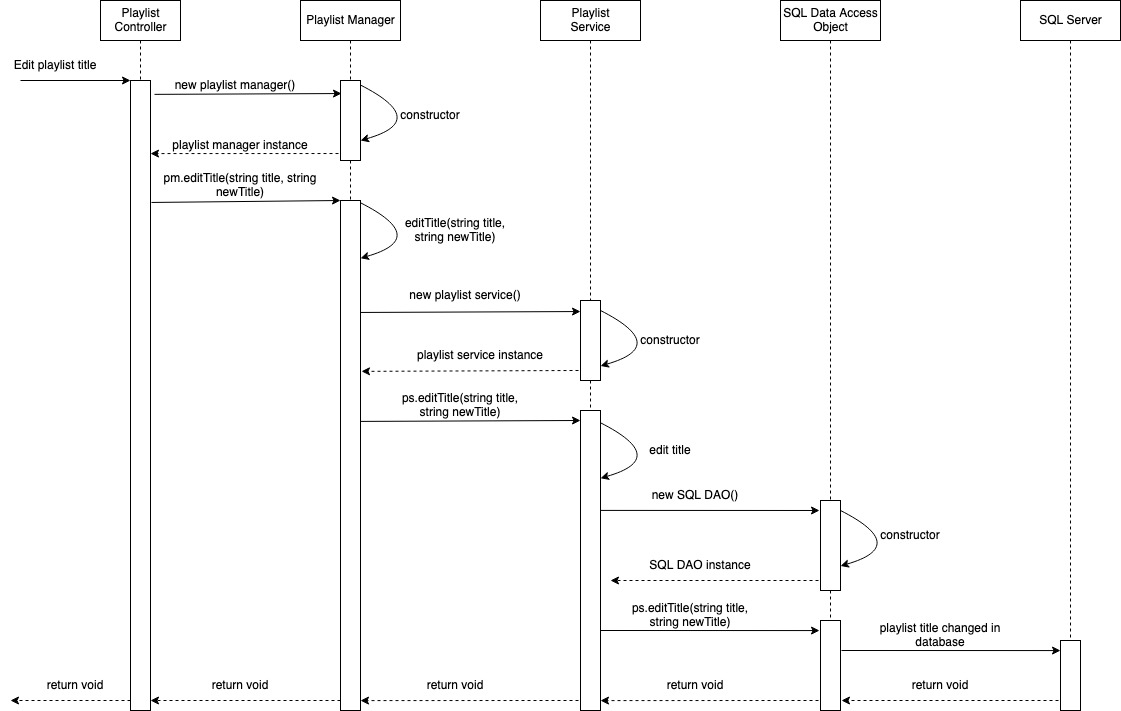 Playlist
Controller
Playlist Manager
Playlist
Service
SQL Data Access
Object
SQL Server
Edit playlist title
new playlist manager()
constructor
playlist manager instance
pm.editTitle(string title, string
newTitle)
editTitle(string title,
string newTitle)
new playlist service()
constructor
playlist service instance
ps.editTitle(string title,
string newTitle)
edit title
new SQL DAO()
constructor
SQL DAO instance
ps.editTitle(string title,
string newTitle)
playlist title changed in
database
return void
return void
return void
return void
return void